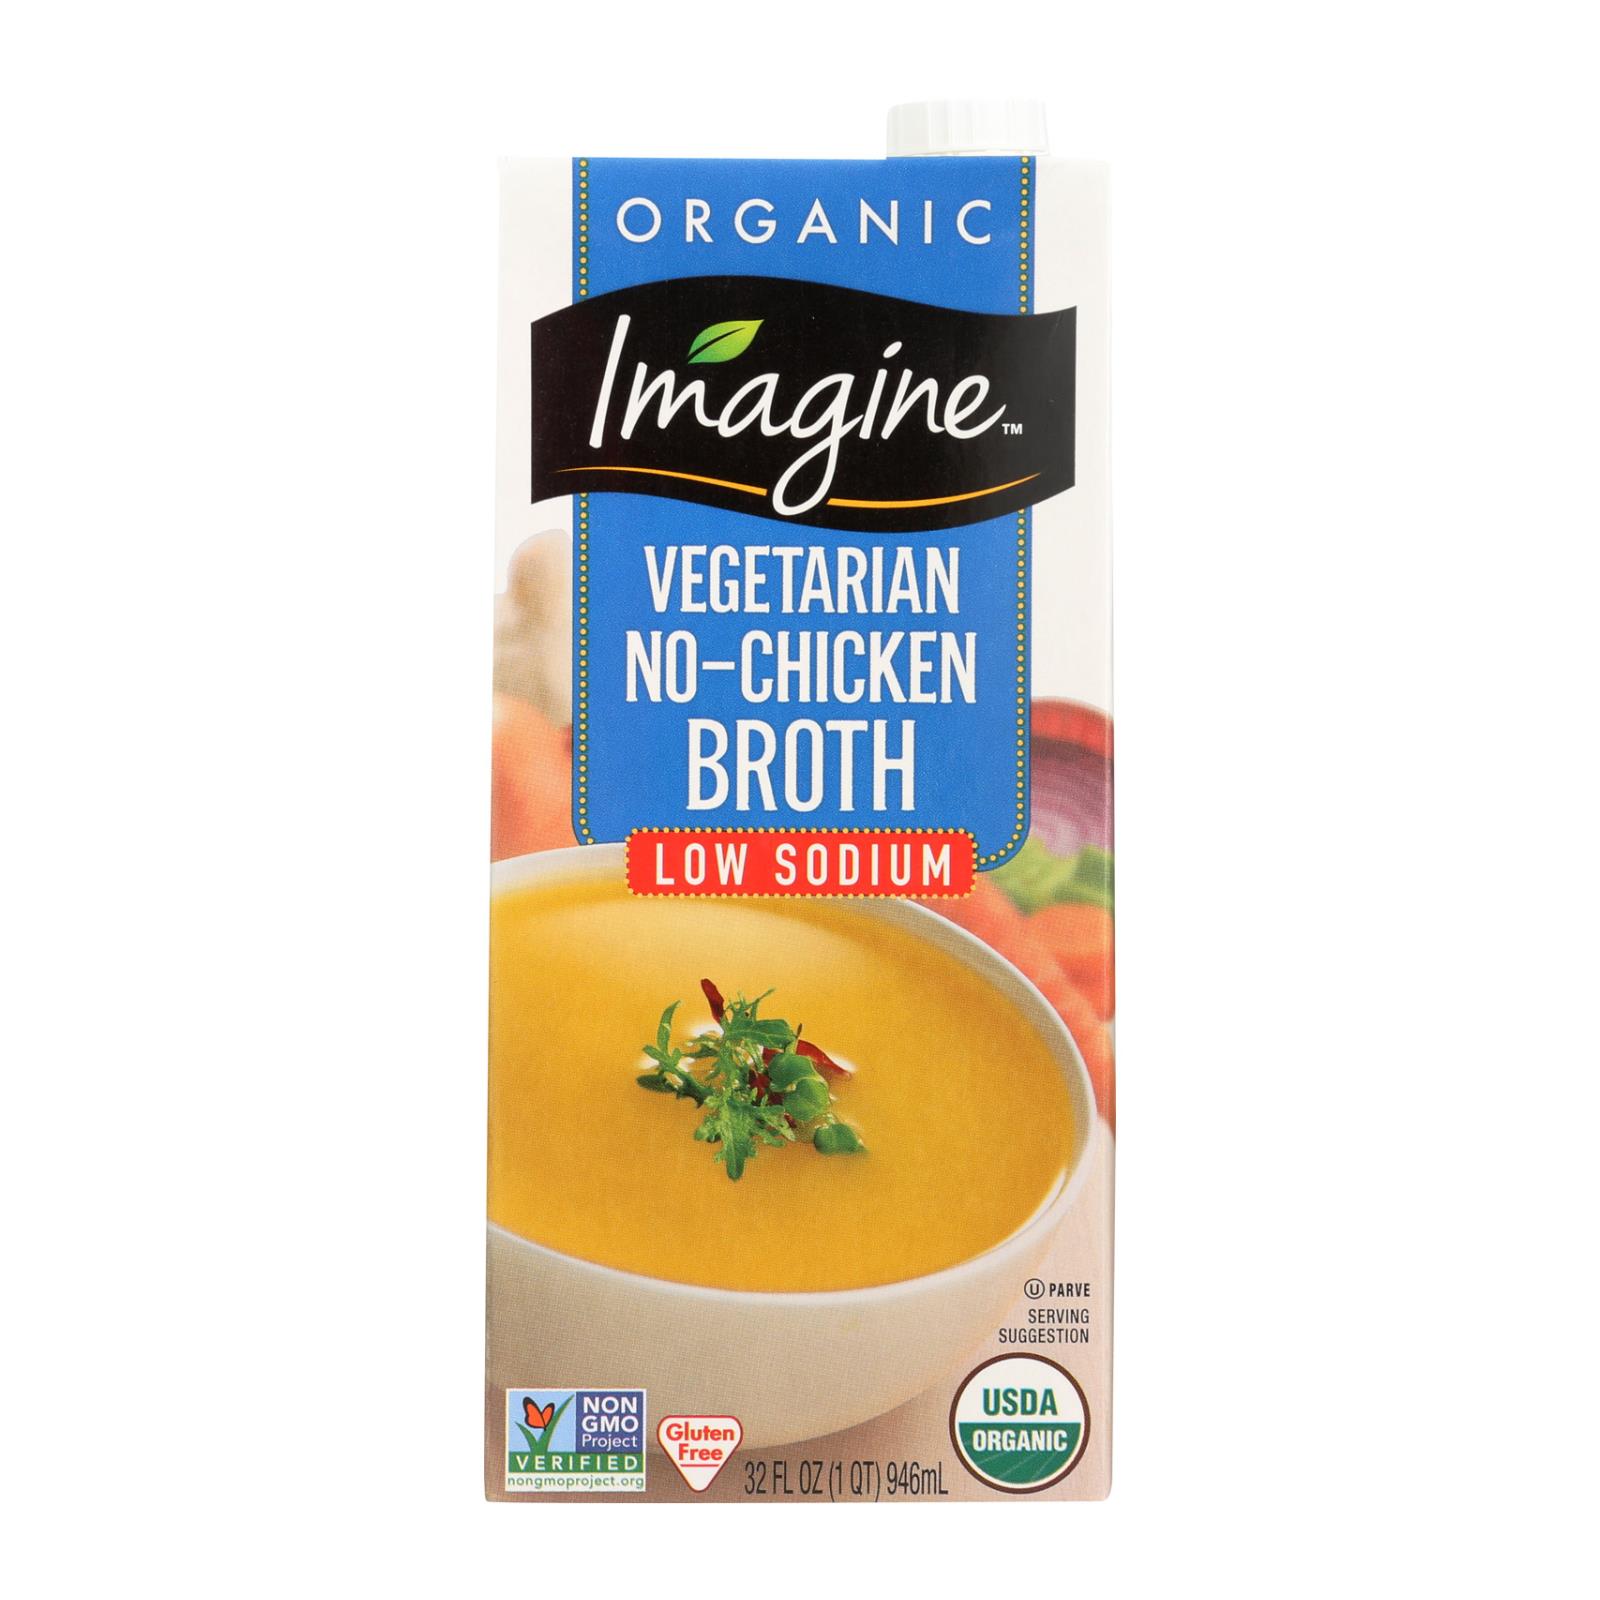 ORGANIC
Imagine™
VEGETARIAN
NO-CHICKEN
BROTH
LOW SODIUM
Ⓤ PARVE
SERVING
SUGGESTION
NON
GMO
Project
VERIFIED
nongmoproject.org
Gluten
Free
32 FL OZ (1 QT) 946mL
USDA
ORGANIC